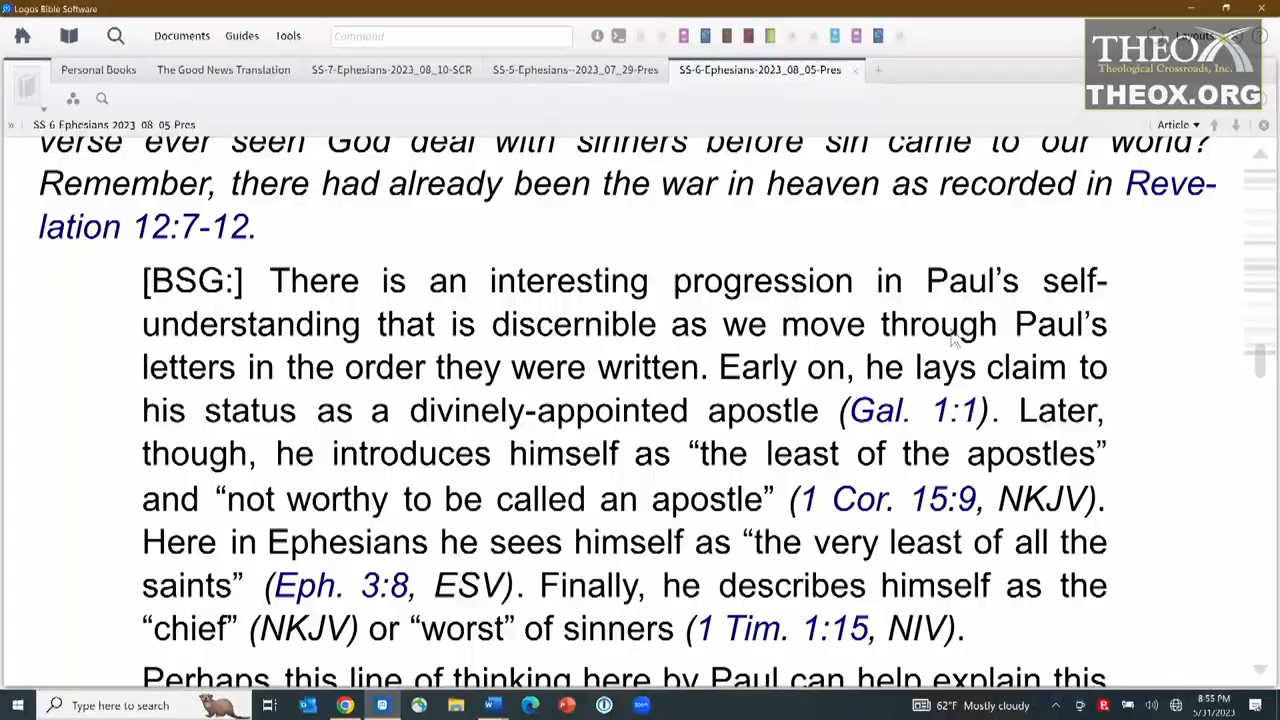 Logos Bible Software
Documents Guides Tools Command Layouts
THEOX
Theological Crossroads, Inc.
THEOX.ORG
Personal Books The Good News Translation SS-5-Ephesians--2023_07_29-Pres SS-6-Ephesians-2023_08_05-Pres
SS-6-Ephesians-2023_08_05-Pres Article
verse ever seen God deal with sinners before sin came to our world?
Remember, there had already been the war in heaven as recorded in Reve-
lation 12:7-12.
[BSG:] There is an interesting progression in Paul’s self-
understanding that is discernible as we move through Paul’s
letters in the order they were written. Early on, he lays claim to
his status as a divinely-appointed apostle (Gal. 1:1). Later,
though, he introduces himself as “the least of the apostles”
and “not worthy to be called an apostle” (1 Cor. 15:9, NKJV).
Here in Ephesians he sees himself as “the very least of all the
saints” (Eph. 3:8, ESV). Finally, he describes himself as the
“chief” (NKJV) or “worst” of sinners (1 Tim. 1:15, NIV).
Perhaps this line of thinking here by Paul can help explain this
Type here to search
62°F Mostly cloudy
8:55 PM
5/31/2023